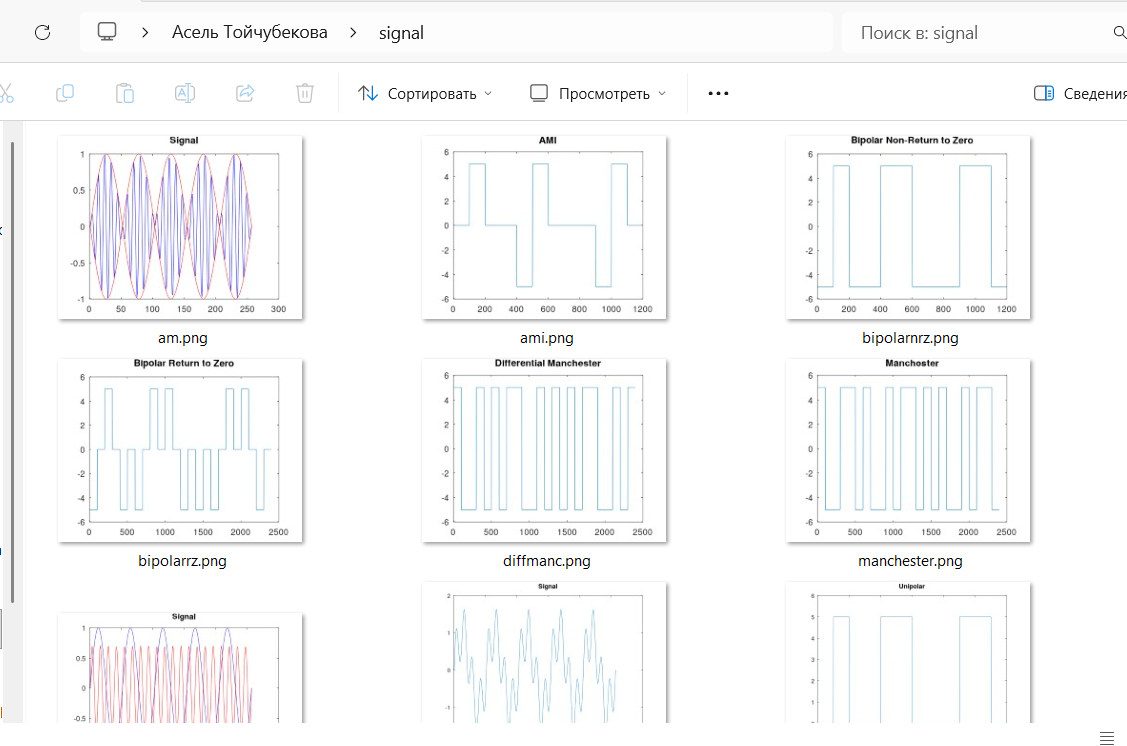 Асель Тойчубекова > signal
Поиск в: signal
Сортировать
Просмотреть
Сведения
Signal
1
0.5
0
-0.5
-1
0 50 100 150 200 250 300
am.png
AMI
6
4
2
0
-2
-4
-6
0 200 400 600 800 1000 1200
ami.png
Bipolar Non-Return to Zero
6
4
2
0
-2
-4
-6
0 200 400 600 800 1000 1200
bipolarnrz.png
Bipolar Return to Zero
6
4
2
0
-2
-4
-6
0 500 1000 1500 2000 2500
bipolarrz.png
Differential Manchester
6
4
2
0
-2
-4
-6
0 500 1000 1500 2000 2500
diffmanc.png
Manchester
6
4
2
0
-2
-4
-6
0 500 1000 1500 2000 2500
manchester.png
Signal
1
0.5
0
-0.5
Signal
2
1
0
-1
Unipolar
6
5
4
3
2
1
0